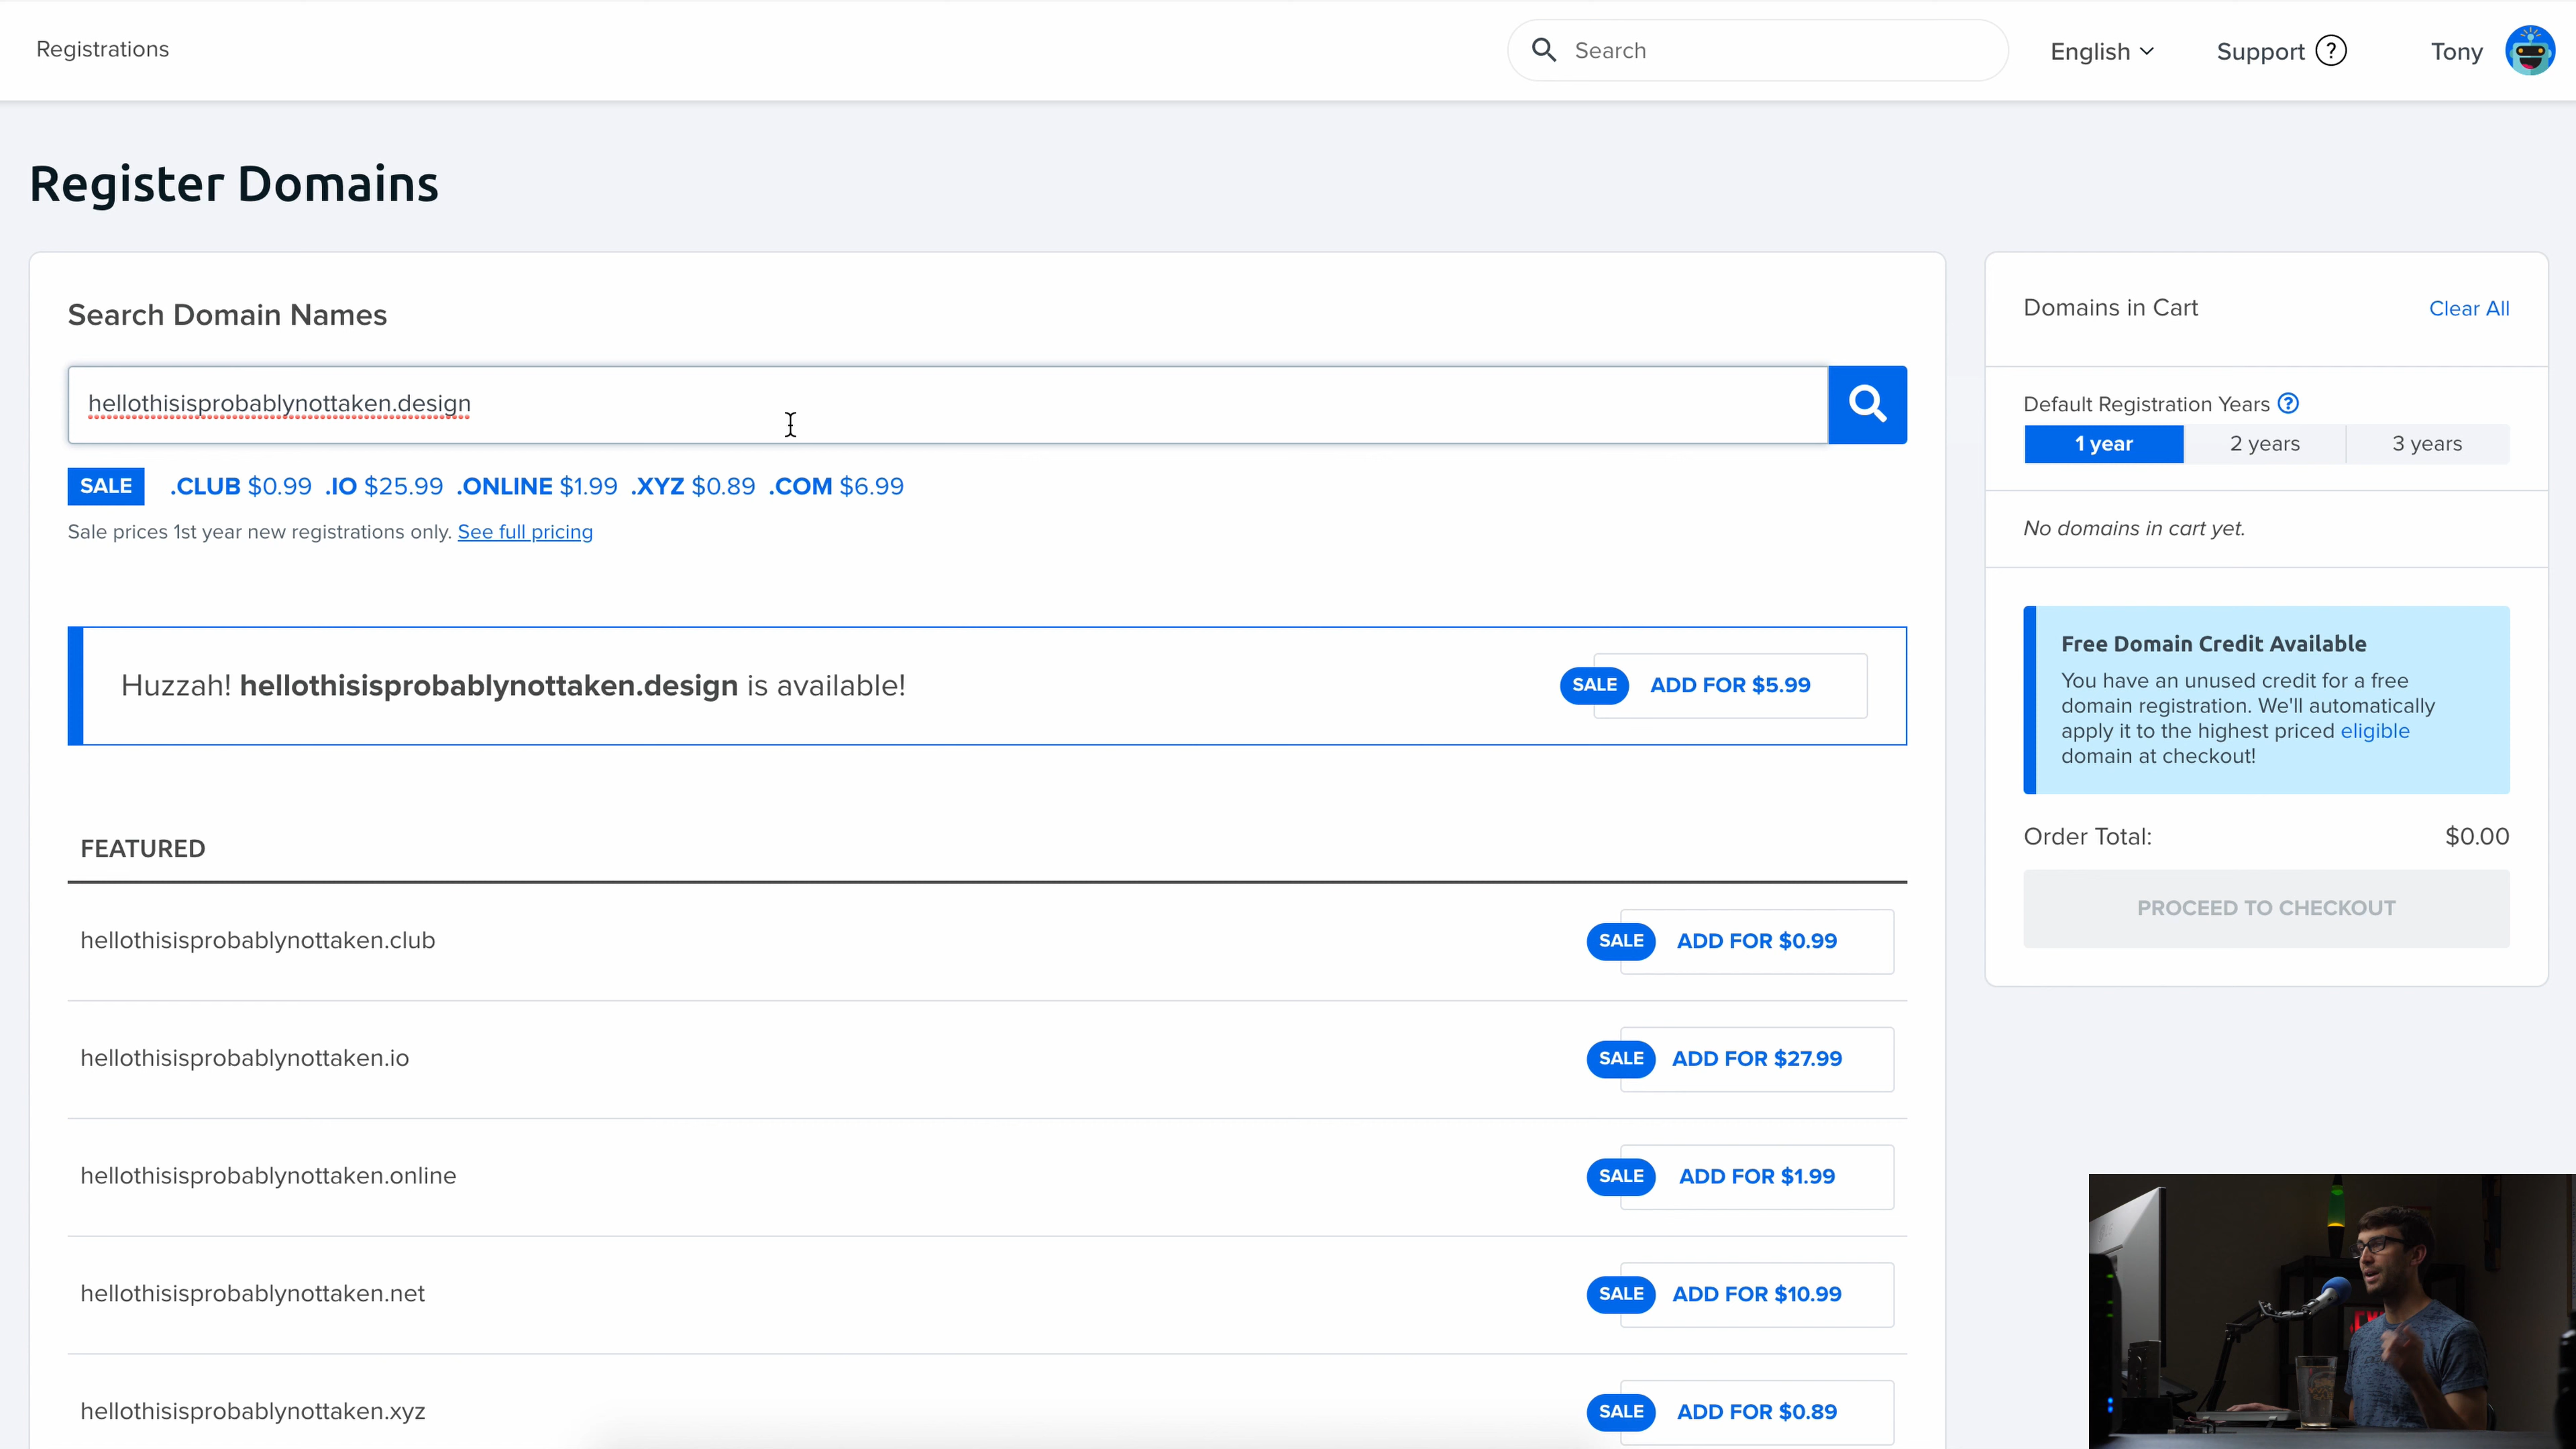 Registrations
Search
English
Support ?
Tony
Register Domains
Search Domain Names
hellothisisprobablynottaken.design
SALE .CLUB $0.99 .IO $25.99 .ONLINE $1.99 .XYZ $0.89 .COM $6.99
Sale prices 1st year new registrations only. See full pricing
Huzzah! hellothisisprobablynottaken.design is available!
SALE ADD FOR $5.99
FEATURED
hellothisisprobablynottaken.club SALE ADD FOR $0.99
hellothisisprobablynottaken.io SALE ADD FOR $27.99
hellothisisprobablynottaken.online SALE ADD FOR $1.99
hellothisisprobablynottaken.net SALE ADD FOR $10.99
hellothisisprobablynottaken.xyz SALE ADD FOR $0.89
Domains in Cart Clear All
Default Registration Years ?
1 year 2 years 3 years
No domains in cart yet.
Free Domain Credit Available
You have an unused credit for a free
domain registration. We'll automatically
apply it to the highest priced eligible
domain at checkout!
Order Total: $0.00
PROCEED TO CHECKOUT